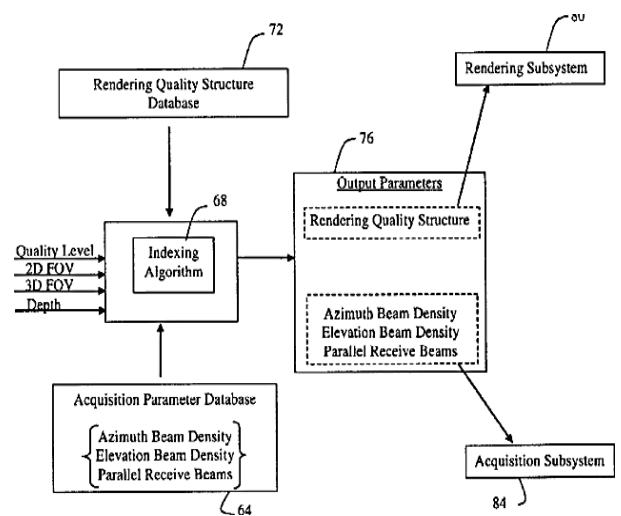 72
80
Rendering Quality Structure
Database
Rendering Subsystem
76
Output Parameters
68
Rendering Quality Structure
Indexing
Algorithm
Quality Level
2D FOV
3D FOV
Depth
Azimuth Beam Density
Elevation Beam Density
Parallel Receive Beams
Acquisition Parameter Database
Azimuth Beam Density
Elevation Beam Density
Parallel Receive Beams
Acquisition Subsystem
64
84